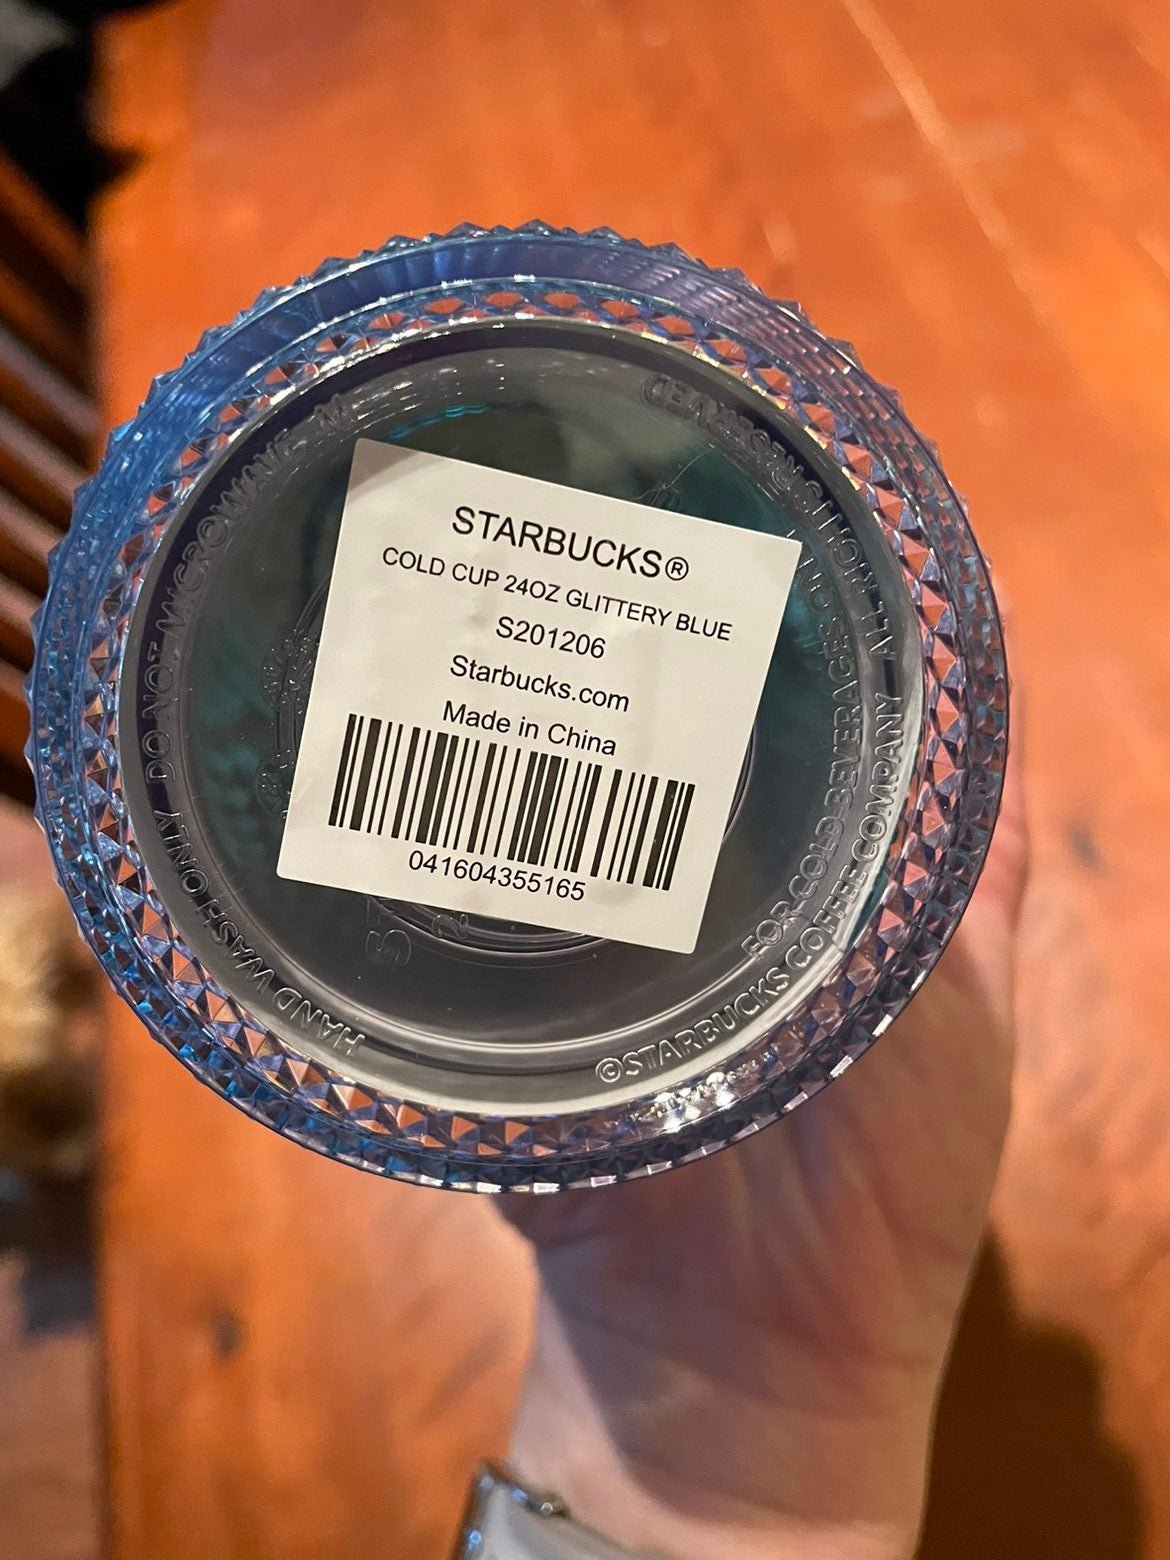 STARBUCKS®
COLD CUP 24OZ GLITTERY BLUE
S201206
Starbucks.com
Made in China
041604355165
HAND WASH ONLY DO NOT MICROWAVE
FOR COLD BEVERAGES ON
©STARBUCKS COFFEE COMPANY ALL RIGHTS RESERVED